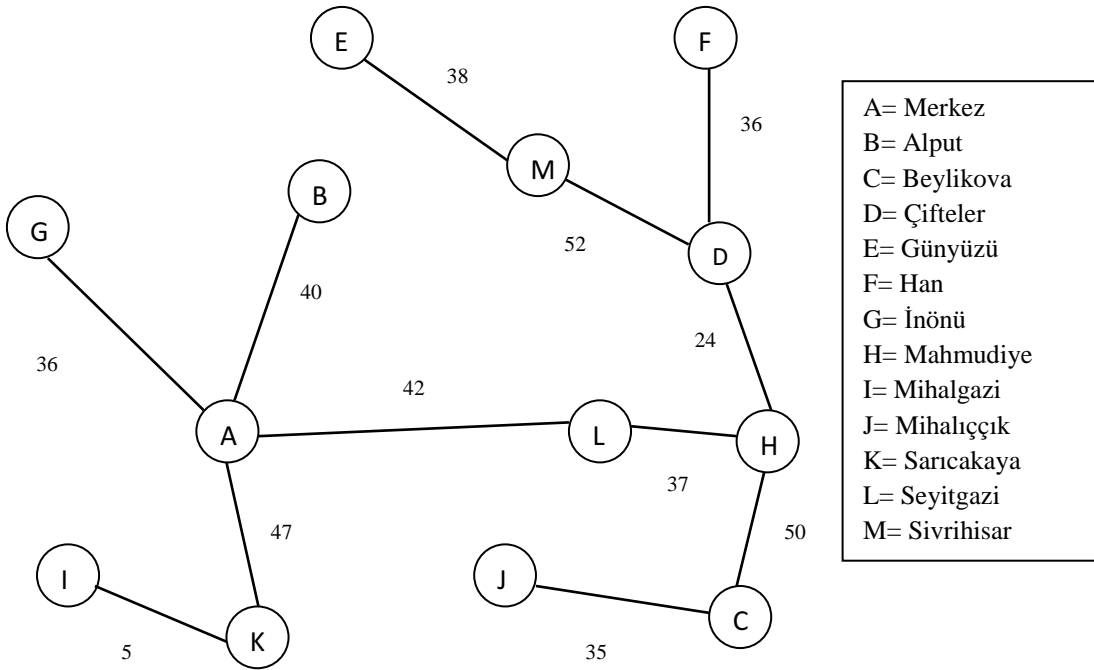 E
F
38
36
M
B
G
52
D
40
24
36
42
A
L
H
37
47
50
I
J
C
K
5
35
A= Merkez
B= Alput
C= Beylikova
D= Çifteler
E= Günyüzü
F= Han
G= İnönü
H= Mahmudiye
I= Mihalgazi
J= Mihalıççık
K= Sarıcakaya
L= Seyitgazi
M= Sivrihisar